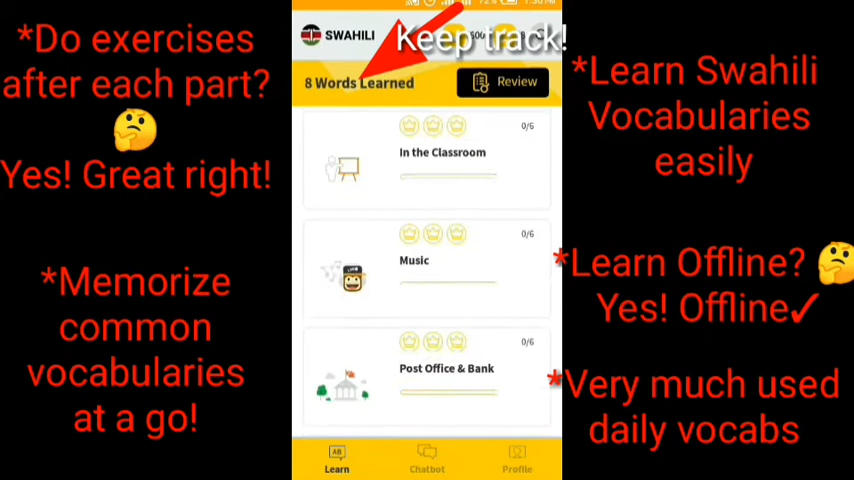 *Do exercises
after each part?
🤔
Yes! Great right!
*Memorize
common
vocabularies
at a go!
72%
SWAHILI
Keep track!
8 Words Learned
Review
0/6
In the Classroom
0/6
Music
0/6
Post Office & Bank
AB
Learn
Chatbot
Profile
*Learn Swahili
Vocabularies
easily
*Learn Offline? 🤔
Yes! Offline✓
*Very much used
daily vocabs